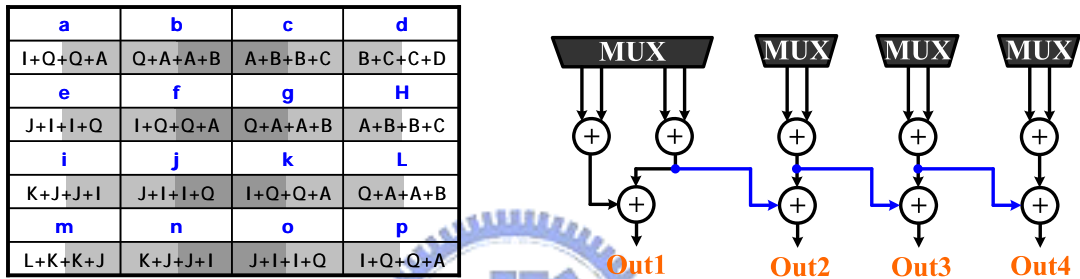 a b c d
I+Q+Q+A Q+A+A+B A+B+B+C B+C+C+D
e f g H
J+I+I+Q I+Q+Q+A Q+A+A+B A+B+B+C
i j k L
K+J+J+I J+I+I+Q I+Q+Q+A Q+A+A+B
m n o p
L+K+K+J K+J+J+I J+I+I+Q I+Q+Q+A
MUX MUX MUX MUX
+ + + + +
+ + + +
Out1 Out2 Out3 Out4